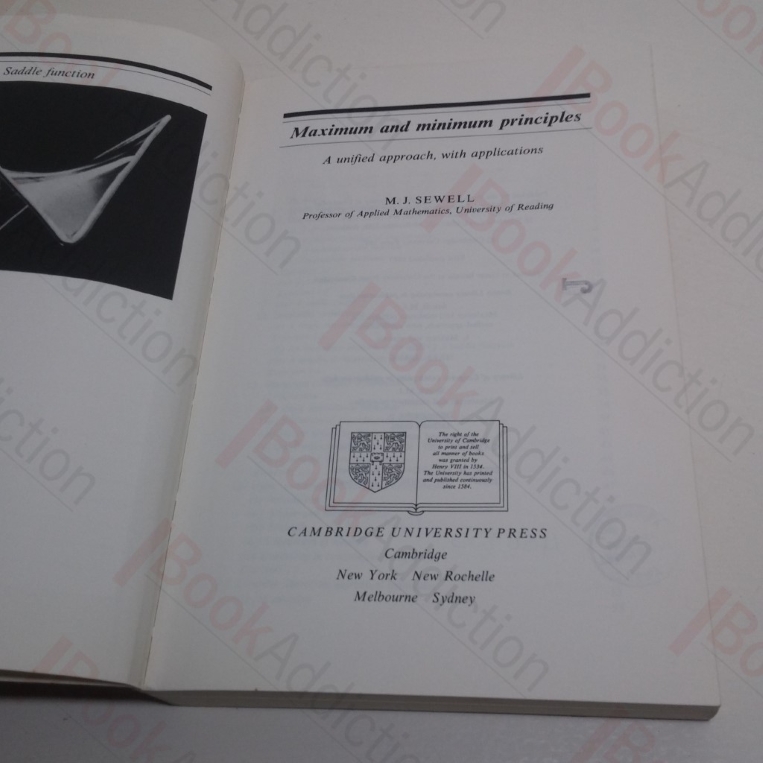 Saddle function
Maximum and minimum principles
A unified approach, with applications
M. J. SEWELL
Professor of Applied Mathematics, University of Reading
The right of the
University of Cambridge
to print and sell
all manner of books
was granted by
Henry VIII in 1534.
The University has printed
and published continuously
since 1584.
CAMBRIDGE UNIVERSITY PRESS
Cambridge
New York New Rochelle
Melbourne Sydney
BookAddiction